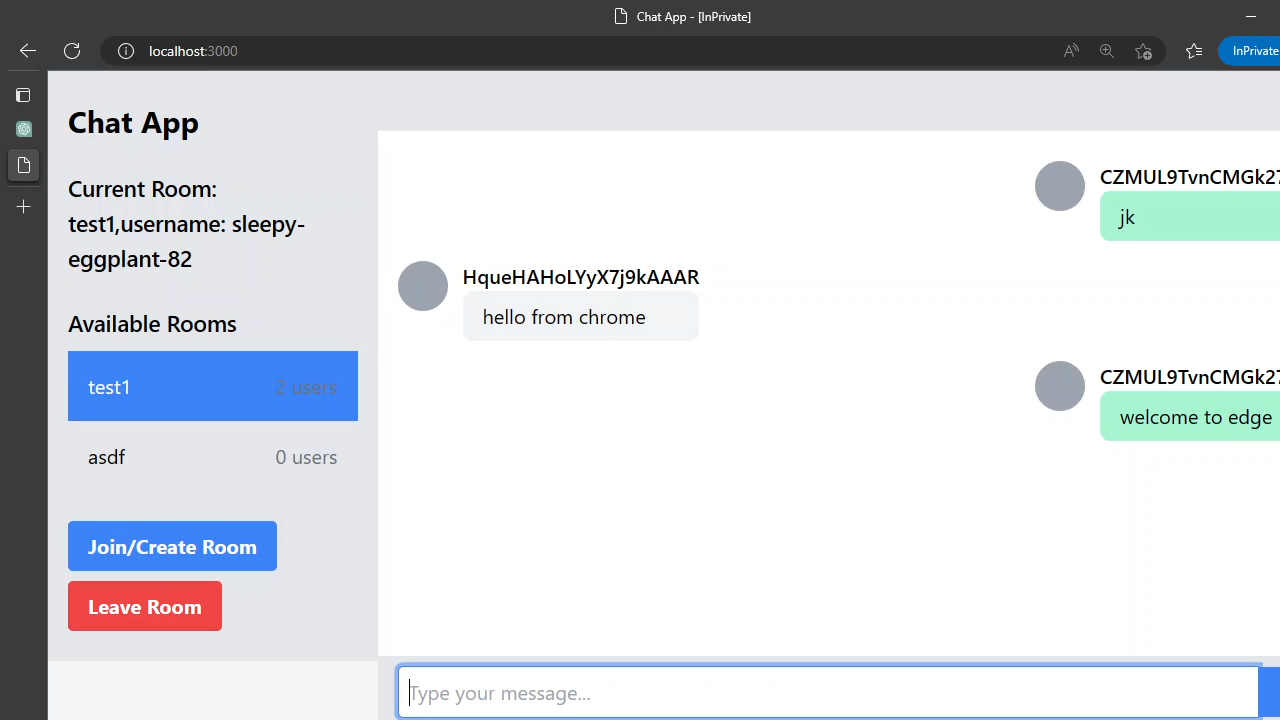 Chat App - [InPrivate]
localhost:3000
InPrivate
Chat App
Current Room:
test1,username: sleepy-
eggplant-82
Available Rooms
test1 2 users
asdf 0 users
Join/Create Room
Leave Room
CZMUL9TvnCMGk27
jk
HqueHAHoLYyX7j9kAAAR
hello from chrome
CZMUL9TvnCMGk27
welcome to edge
Type your message...